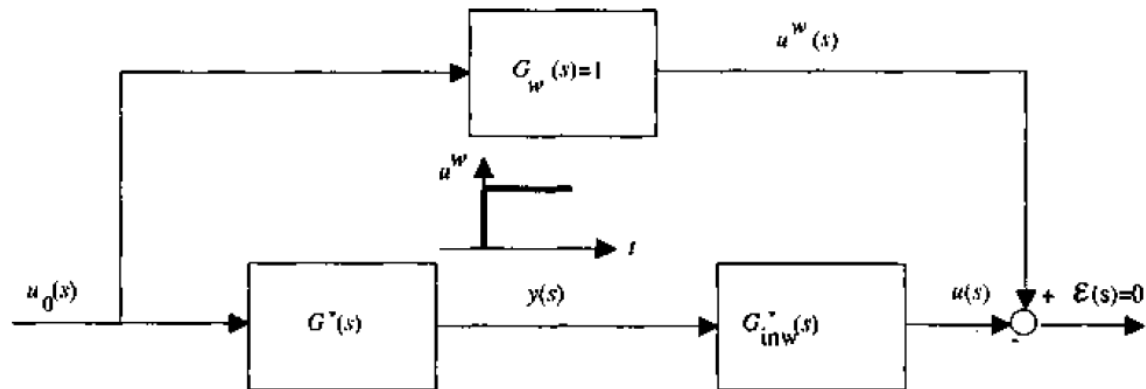 u^w(s)
G_w(s)=1
u^w
t
u_0(s)
G*(s)
y(s)
G*_inw(s)
u(s)
+ ε(s)=0
-